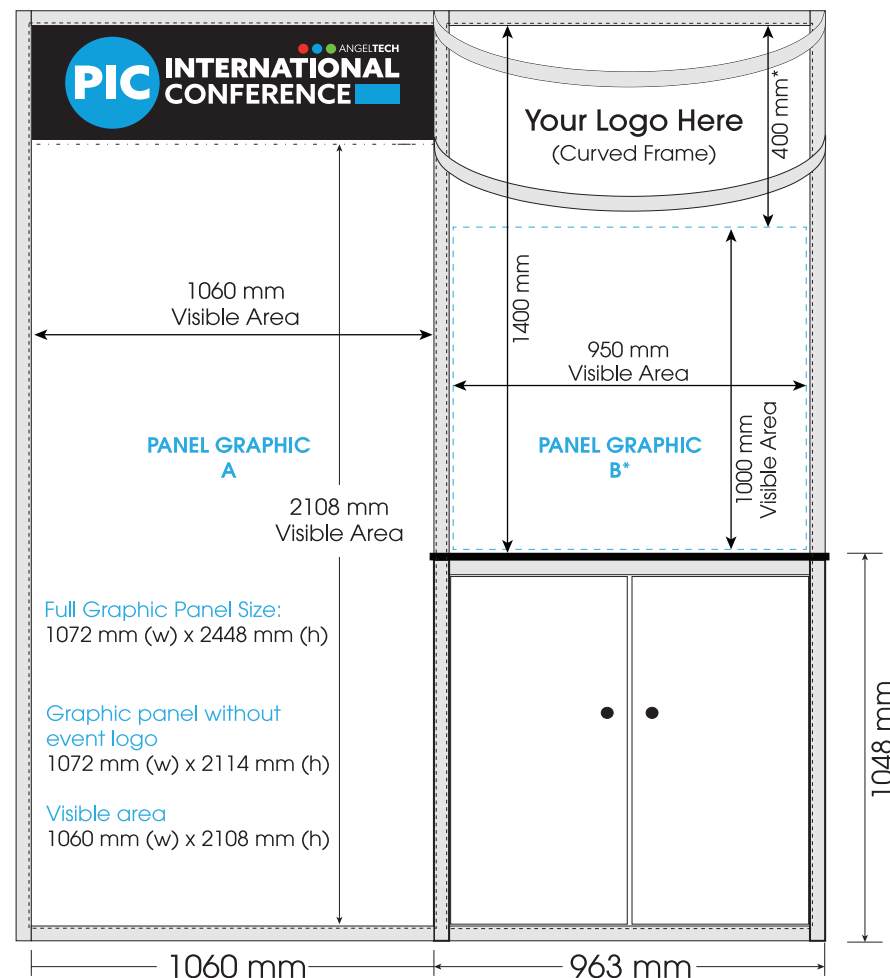 ANGELTECH
PIC INTERNATIONAL
CONFERENCE
Your Logo Here
(Curved Frame)
400 mm*
1400 mm
1060 mm
Visible Area
950 mm
Visible Area
1000 mm
Visible Area
PANEL GRAPHIC
A
PANEL GRAPHIC
B*
2108 mm
Visible Area
Full Graphic Panel Size:
1072 mm (w) x 2448 mm (h)
Graphic panel without
event logo
1072 mm (w) x 2114 mm (h)
Visible area
1060 mm (w) x 2108 mm (h)
1048 mm
1060 mm
963 mm